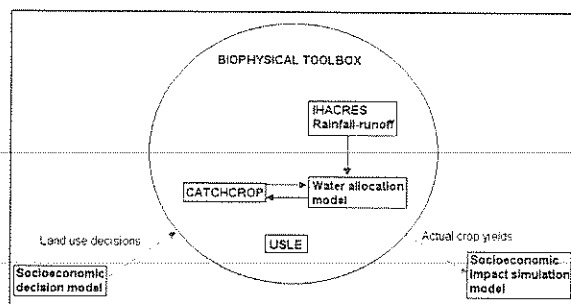 BIOPHYSICAL TOOLBOX
IHACRES
Rainfall-runoff
CATCHCROP
Water allocation
model
Land use decisions
USLE
Actual crop yields
Socioeconomic
decision model
Socioeconomic
impact simulation
model